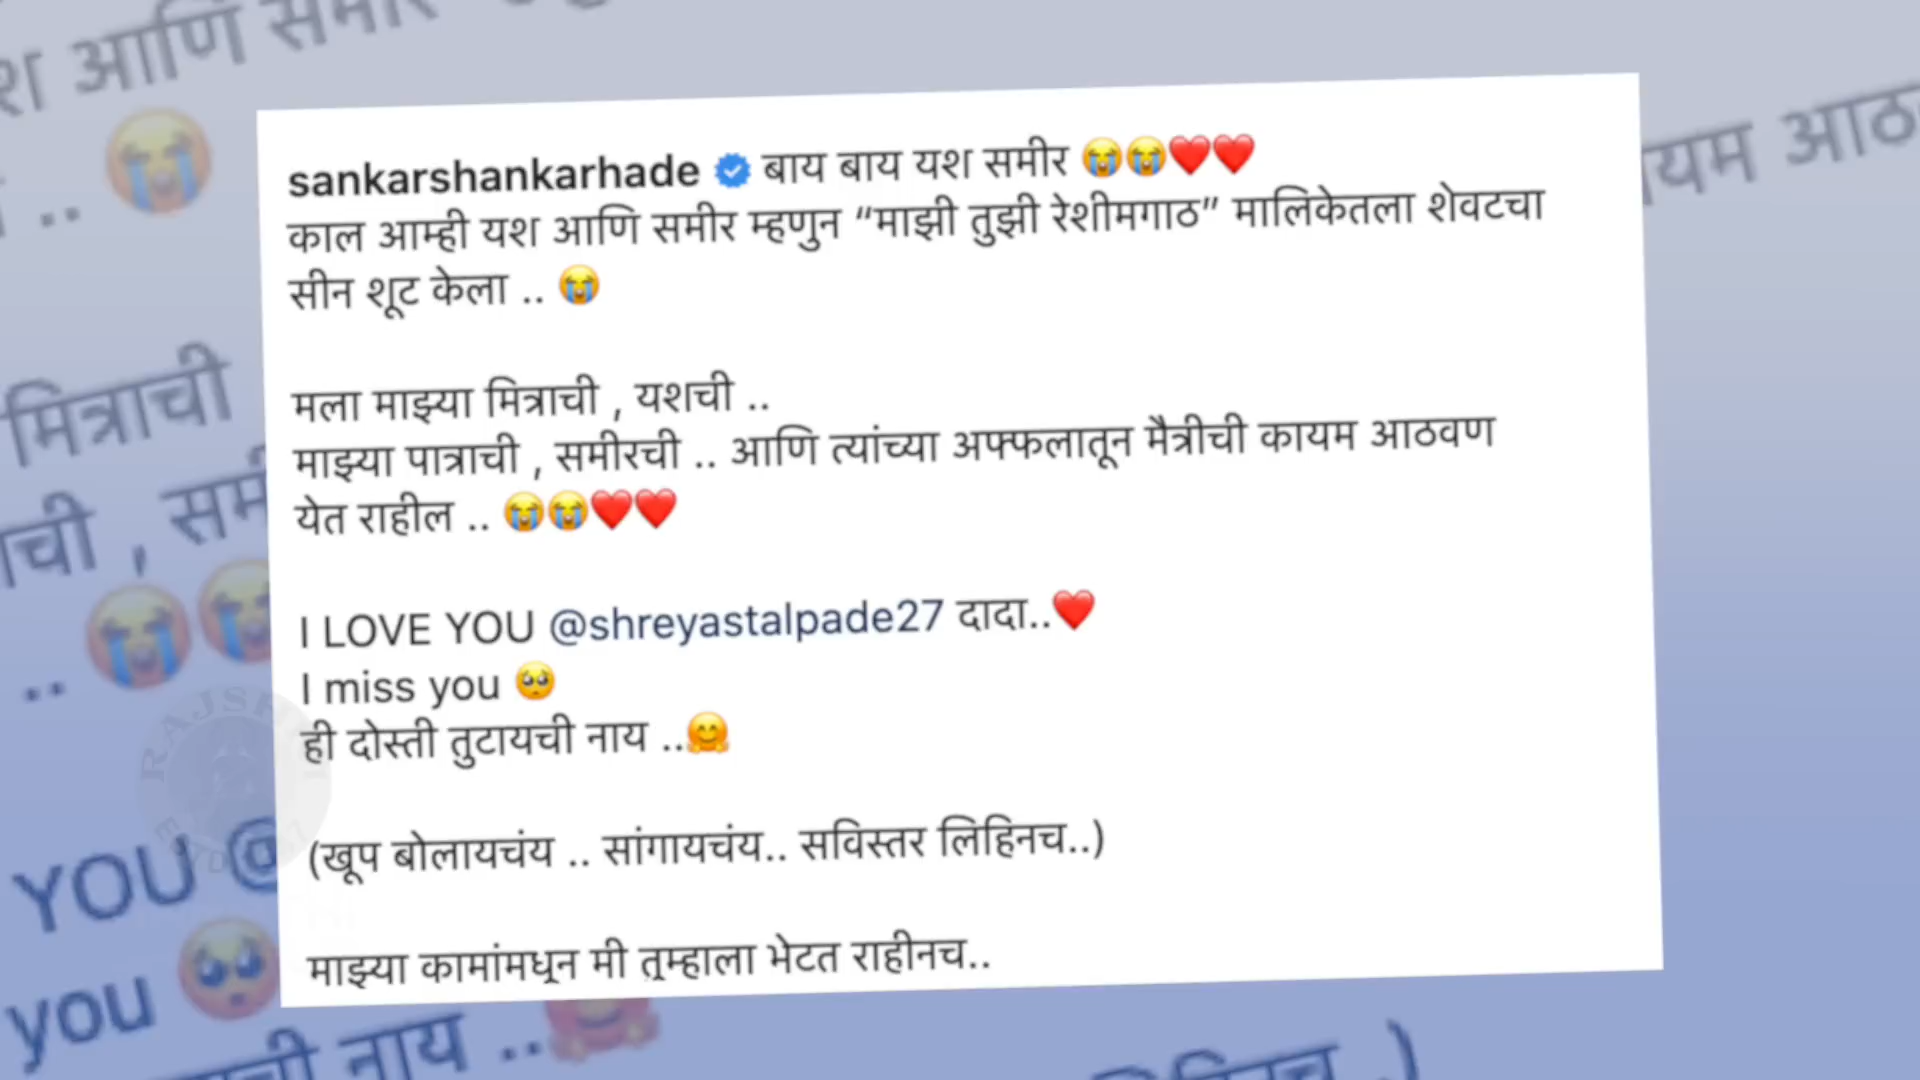 sankarshankarhade बाय बाय यश समीर 😭😭❤️❤️
काल आम्ही यश आणि समीर म्हणुन “माझी तुझी रेशीमगाठ” मालिकेतला शेवटचा
सीन शूट केला .. 😭
मला माझ्या मित्राची , यशची ..
माझ्या पात्राची , समीरची .. आणि त्यांच्या अफ्फलातून मैत्रीची कायम आठवण
येत राहील .. 😭😭❤️❤️
I LOVE YOU @shreyastalpade27 दादा..❤️
I miss you 🥺
ही दोस्ती तुटायची नाय ..🤗
(खूप बोलायचंय .. सांगायचंय.. सविस्तर लिहिनच..)
माझ्या कामांमधून मी तुम्हाला भेटत राहीनच..